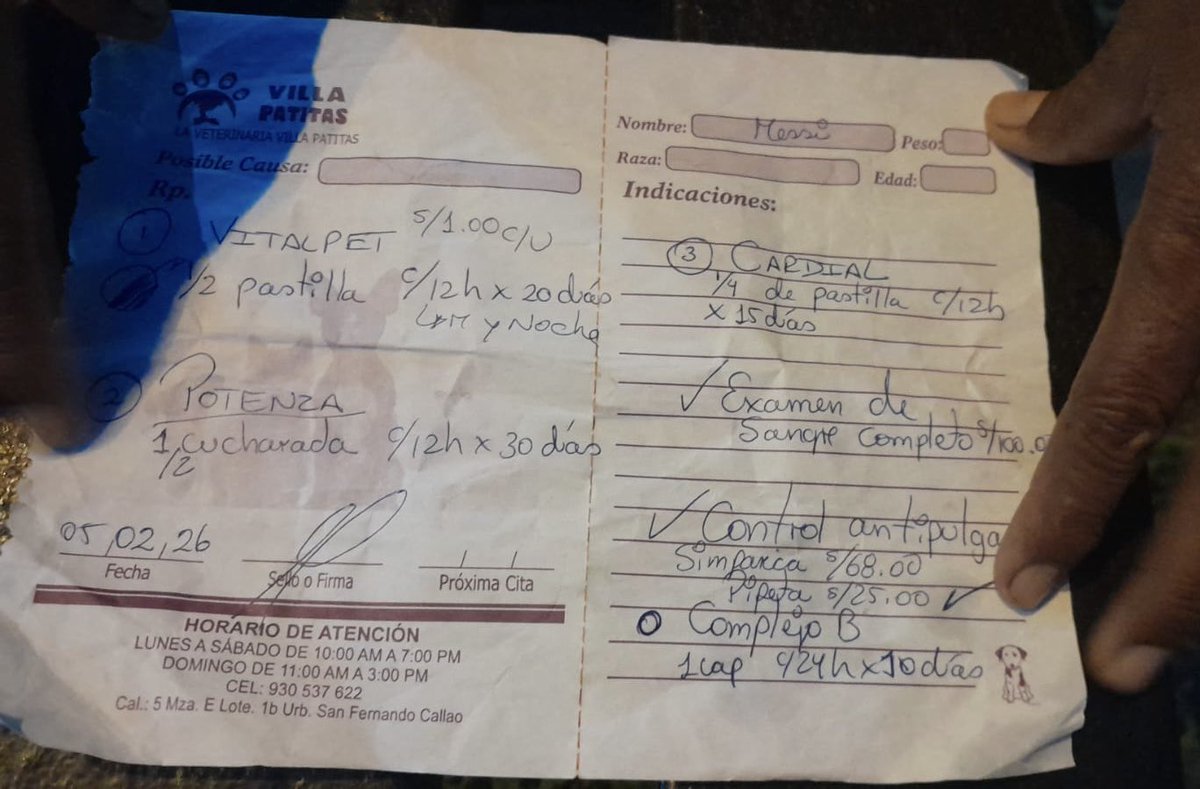 VILLA
PATITAS
LA VETERINARIA VILLA PATITAS
Posible Causa:
Rp.
1 VITALPET S/1.00 C/U
1/2 pastilla c/12h x 20 días
y Noche
2 POTENZA
1 cucharada c/12h x 30 días
1/2
05,02,26
Fecha
Sello o Firma
Próxima Cita
HORARIO DE ATENCIÓN
LUNES A SÁBADO DE 10:00 AM A 7:00 PM
DOMINGO DE 11:00 AM A 3:00 PM
CEL: 930 537 622
Cal.: 5 Mza. E Lote. 1b Urb. San Fernando Callao
Nombre: Messi Peso:
Raza: Edad:
Indicaciones:
3 CARDIAL
1/4 de pastilla c/12h
x 15 días
✓ Examen de
Sangre completo S/100.0
✓ Control antipulga
Simparica S/68.00
Pipeta S/25.00 ✓
Complejo B
1 cap c/24h x 10 días